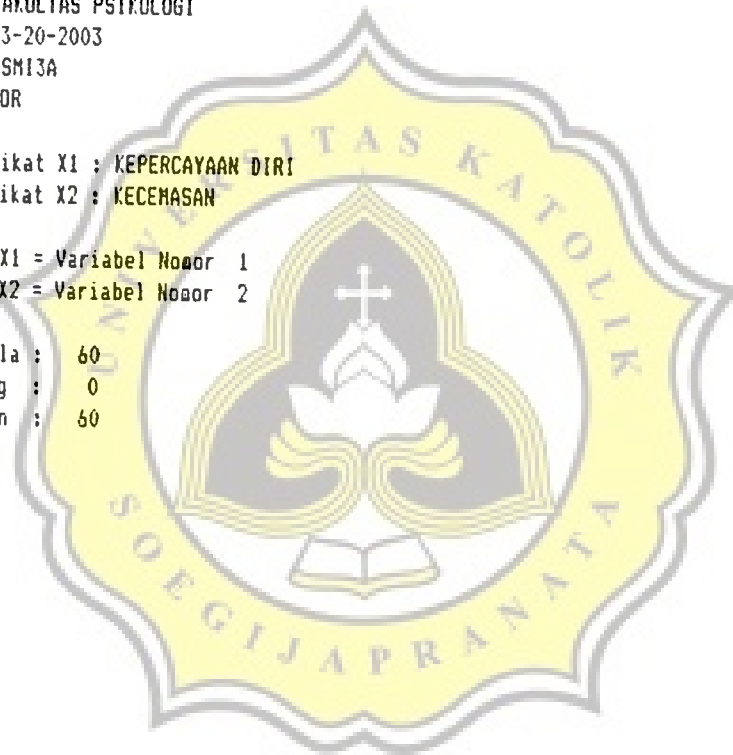 FAKULTAS PSIKOLOGI
3-20-2003
SMI3A
OR
ikat X1 : KEPERCAYAAN DIRI
ikat X2 : KECEMASAN
X1 = Variabel Nomor 1
X2 = Variabel Nomor 2
la : 60
g : 0
n : 60
UNIVERSITAS KATOLIK
SOEGIJAPRANATA